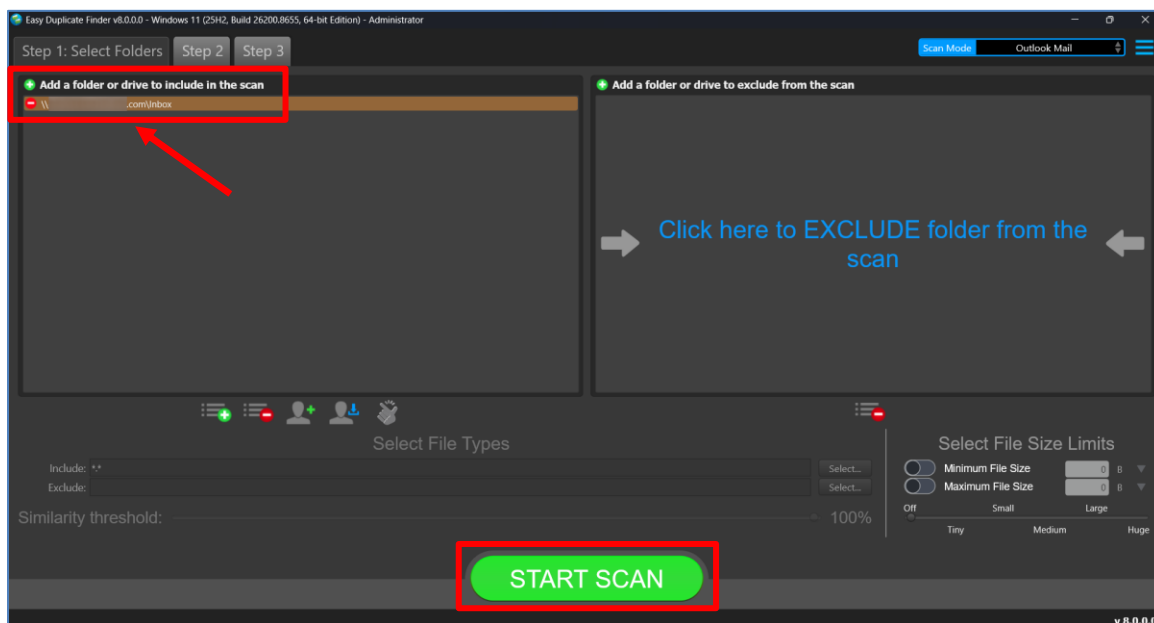 Easy Duplicate Finder v8.0.0.0 - Windows 11 (25H2, Build 26200.8655, 64-bit Edition) - Administrator
Step 1: Select Folders Step 2 Step 3
Scan Mode Outlook Mail
Add a folder or drive to include in the scan
\\ .com\Inbox
Add a folder or drive to exclude from the scan
Click here to EXCLUDE folder from the
scan
Select File Types
Include: *.*
Select...
Exclude:
Select...
Similarity threshold: 100%
Select File Size Limits
Minimum File Size 0 B
Maximum File Size 0 B
Off Small Large
Tiny Medium Huge
START SCAN
v 8.0.0.0